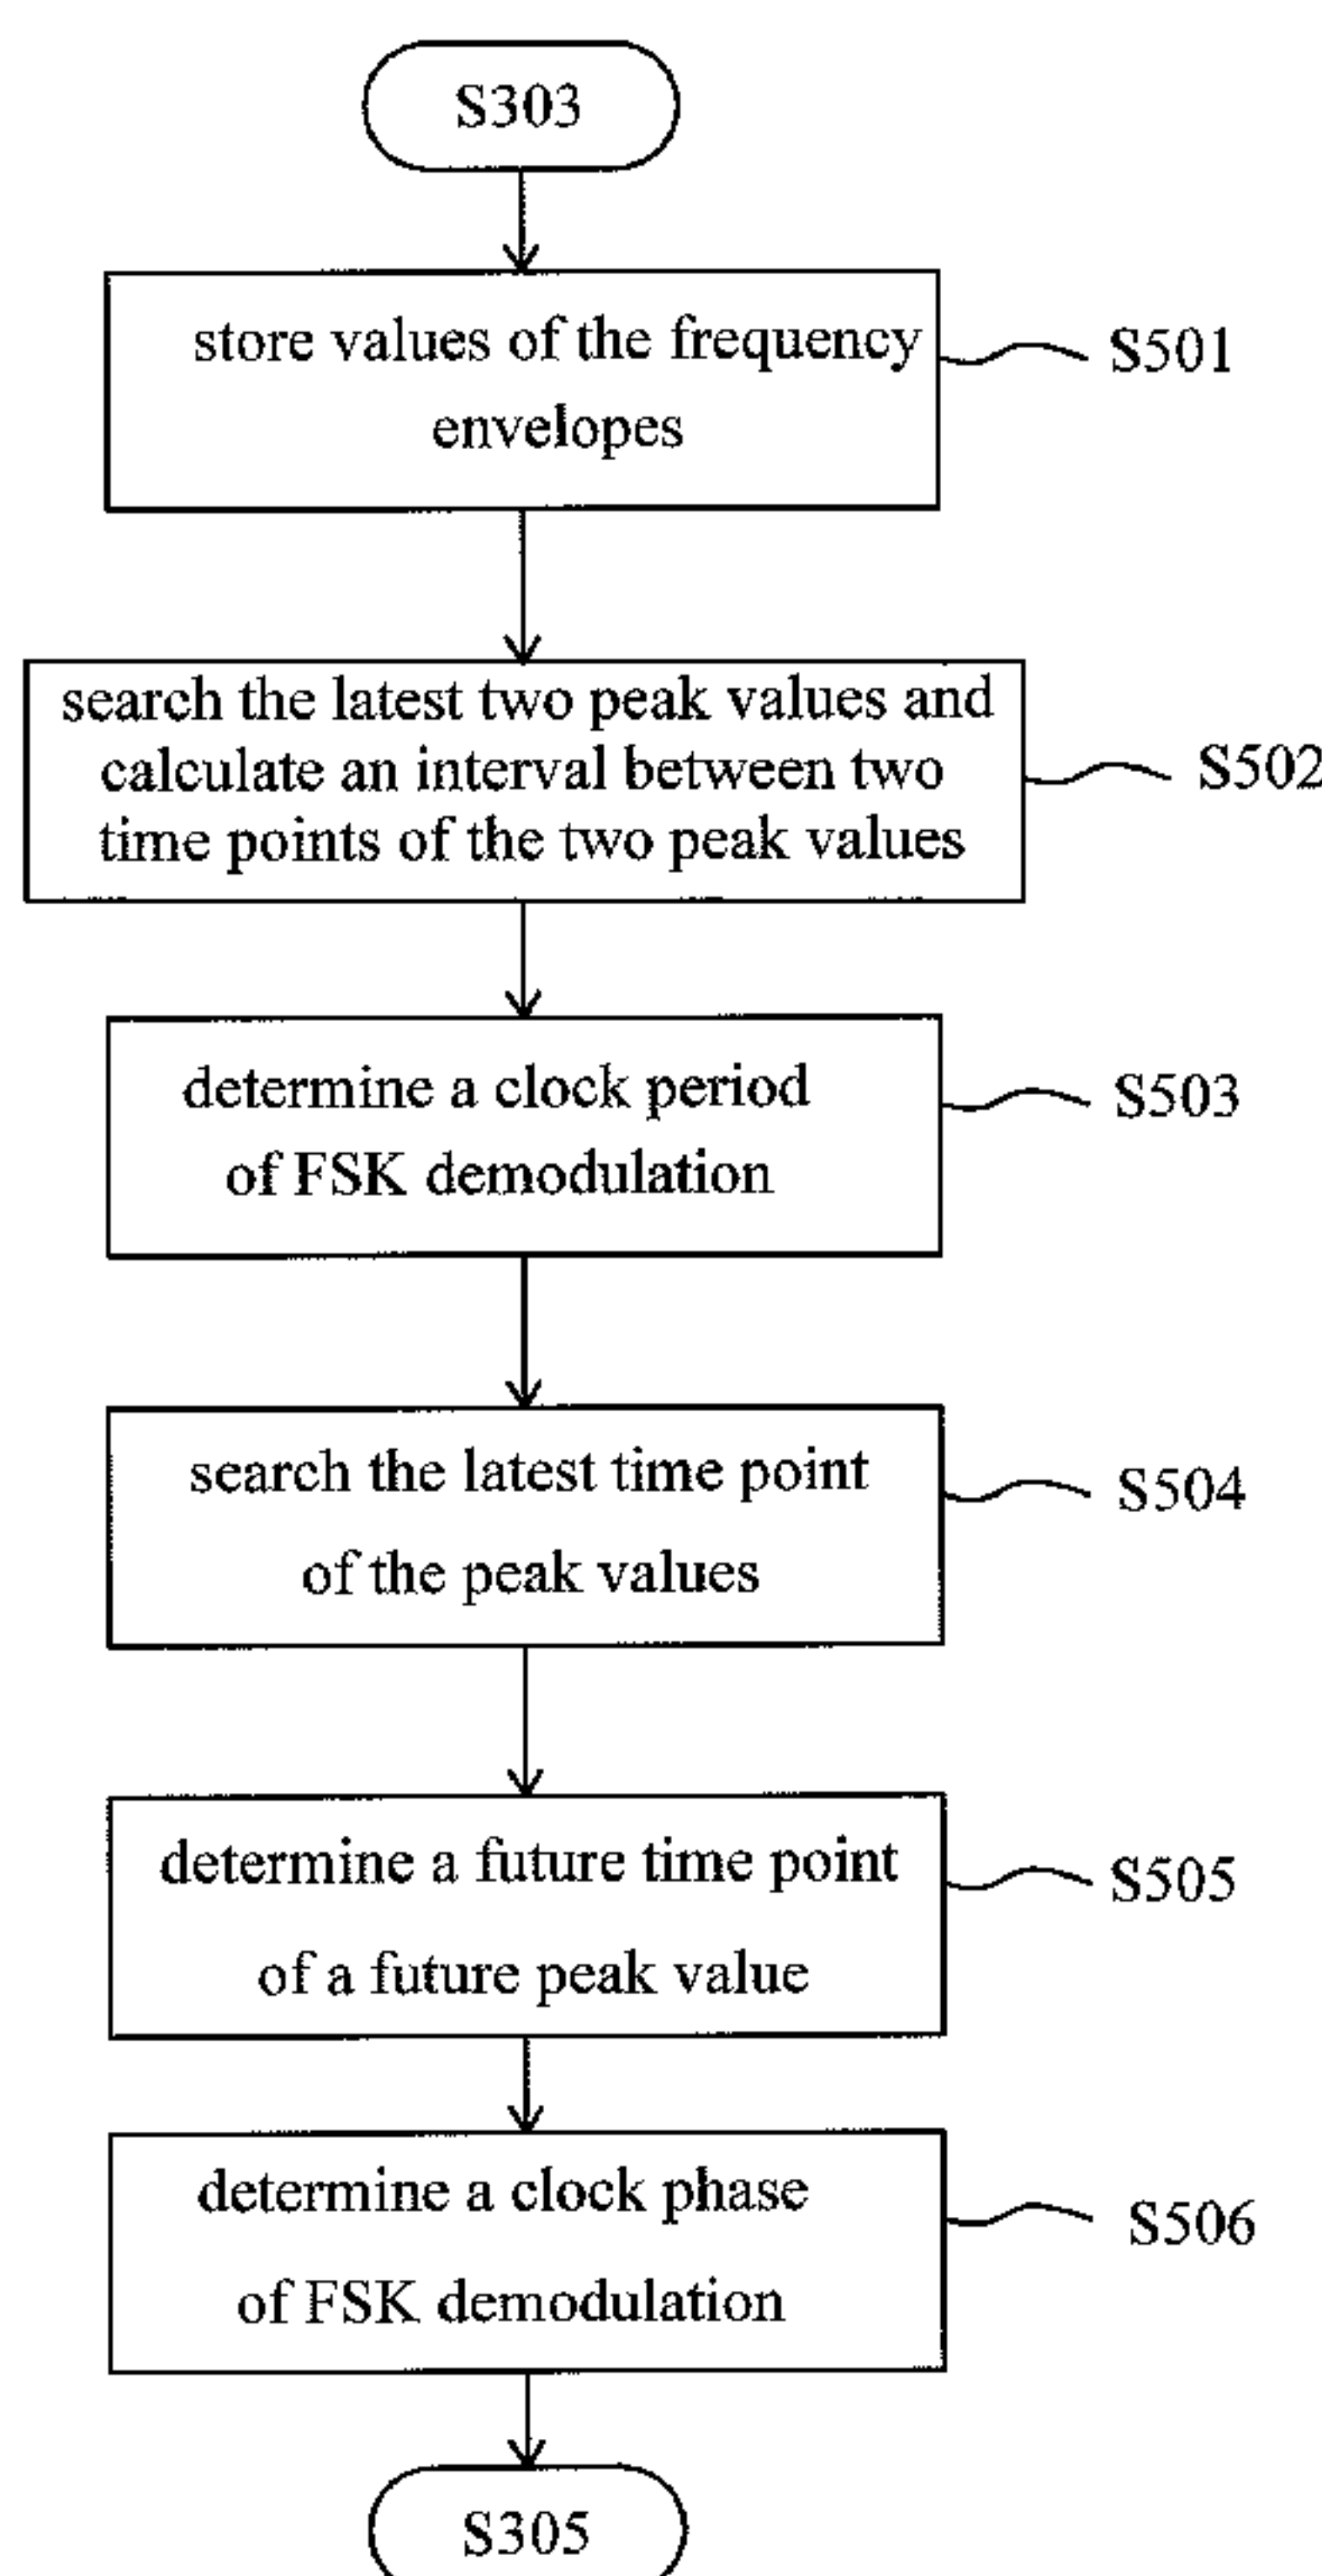 S303
store values of the frequency
envelopes
S501
search the latest two peak values and
calculate an interval between two
time points of the two peak values
S502
determine a clock period
of FSK demodulation
S503
search the latest time point
of the peak values
S504
determine a future time point
of a future peak value
S505
determine a clock phase
of FSK demodulation
S506
S305